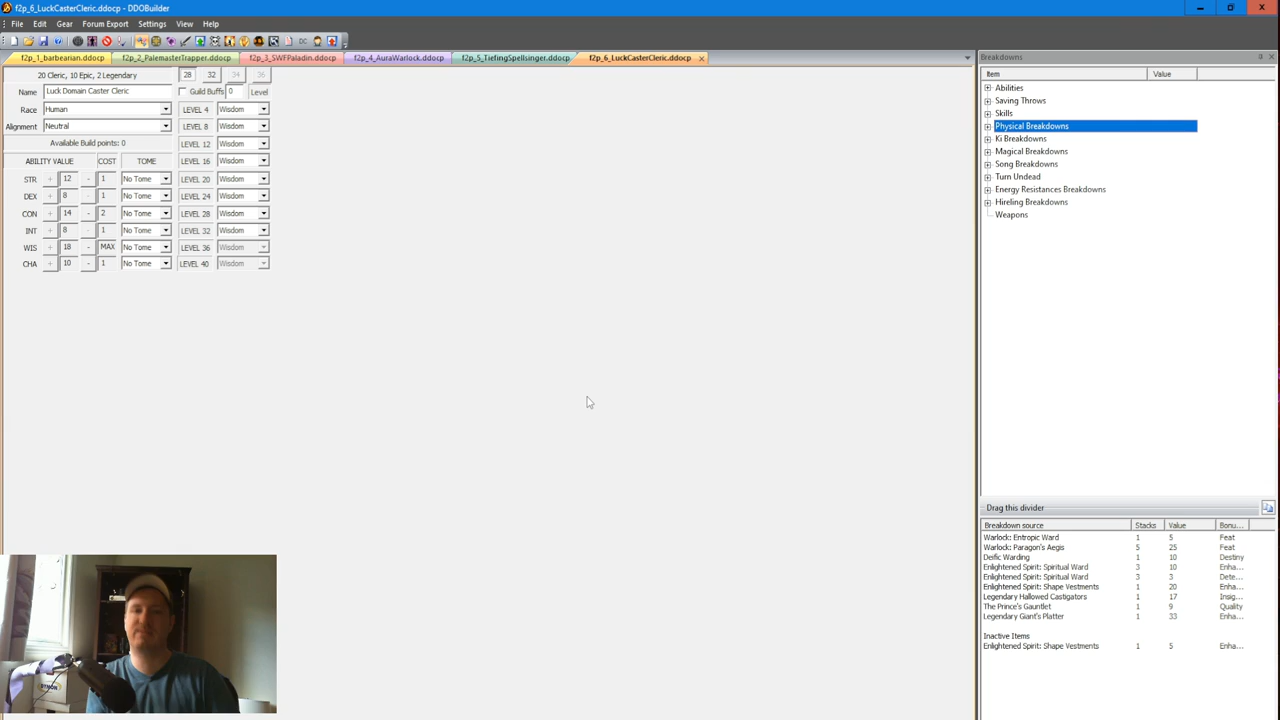 f2p_6_LuckCasterCleric.ddocp - DDOBuilder
File Edit Gear Forum Export Settings View Help
f2p_1_barbearian.ddocp f2p_2_PalemasterTrapper.ddocp f2p_3_SWFPaladin.ddocp f2p_4_AuraWarlock.ddocp f2p_5_TieflingSpellsinger.ddocp f2p_6_LuckCasterCleric.ddocp
20 Cleric, 10 Epic, 2 Legendary 28 32 34 36
Name Luck Domain Caster Cleric Guild Buffs 0 Level
Race Human LEVEL 4 Wisdom
Alignment Neutral LEVEL 8 Wisdom
Available Build points: 0 LEVEL 12 Wisdom
ABILITY VALUE COST TOME LEVEL 16 Wisdom
STR + 12 - 1 No Tome LEVEL 20 Wisdom
DEX + 8 - 1 No Tome LEVEL 24 Wisdom
CON + 14 - 2 No Tome LEVEL 28 Wisdom
INT + 8 - 1 No Tome LEVEL 32 Wisdom
WIS + 18 - MAX No Tome LEVEL 36 Wisdom
CHA + 10 - 1 No Tome LEVEL 40 Wisdom
Breakdowns
Item Value
Abilities
Saving Throws
Skills
Physical Breakdowns
Ki Breakdowns
Magical Breakdowns
Song Breakdowns
Turn Undead
Energy Resistances Breakdowns
Hireling Breakdowns
Weapons
Drag this divider
Breakdown source Stacks Value Bonu...
Warlock: Entropic Ward 1 5 Feat
Warlock: Paragon's Aegis 5 25 Feat
Deific Warding 1 10 Destiny
Enlightened Spirit: Spiritual Ward 3 10 Enha...
Enlightened Spirit: Spiritual Ward 3 3 Dete...
Enlightened Spirit: Shape Vestments 1 20 Enha...
Legendary Hallowed Castigators 1 17 Insig...
The Prince's Gauntlet 1 9 Quality
Legendary Giant's Platter 1 33 Enha...
Inactive Items
Enlightened Spirit: Shape Vestments 1 5 Enha...